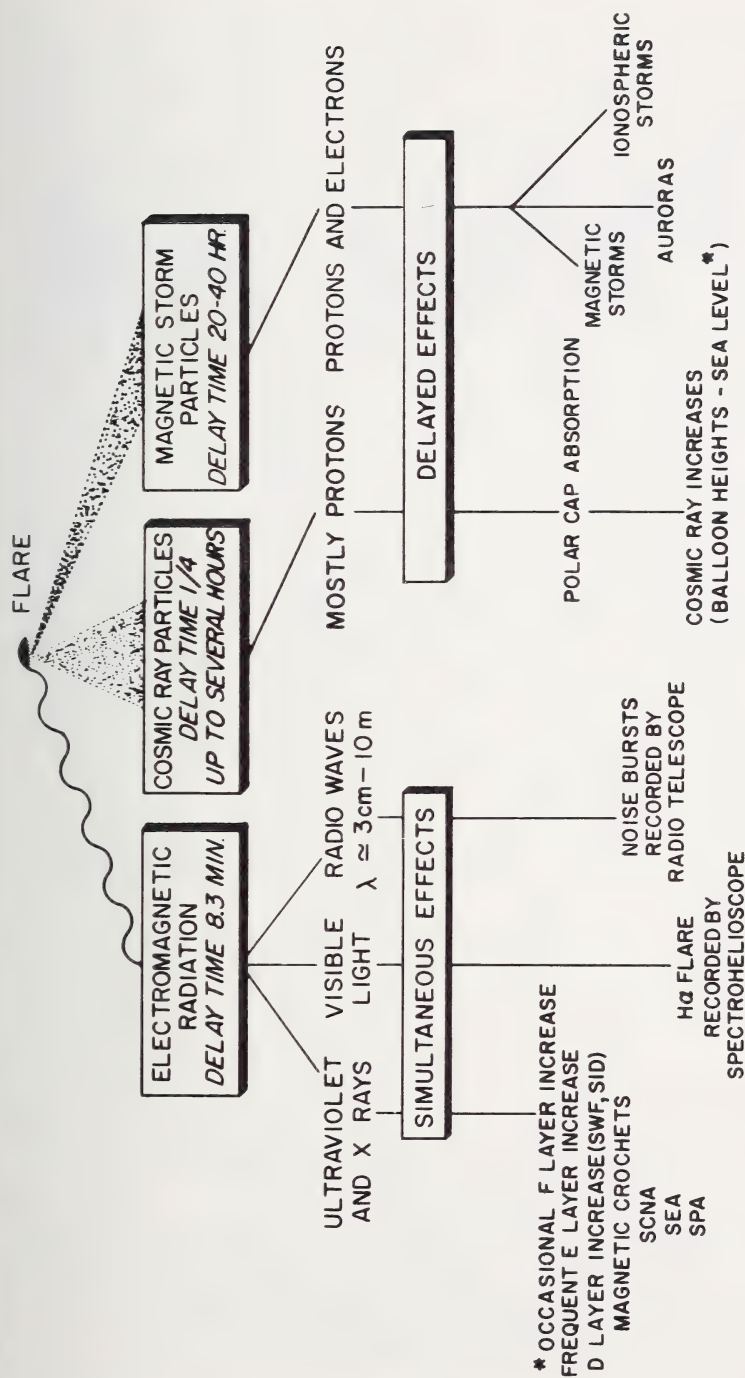 FLARE
ELECTROMAGNETIC
RADIATION
DELAY TIME 8.3 MIN.
COSMIC RAY PARTICLES
DELAY TIME 1/4
UP TO SEVERAL HOURS
MAGNETIC STORM
PARTICLES
DELAY TIME 20-40 HR.
ULTRAVIOLET
AND X RAYS
VISIBLE
LIGHT
RADIO WAVES
λ ≃ 3cm-10m
MOSTLY PROTONS
PROTONS AND ELECTRONS
SIMULTANEOUS EFFECTS
DELAYED EFFECTS
*OCCASIONAL F LAYER INCREASE
FREQUENT E LAYER INCREASE
D LAYER INCREASE(SWF,SID)
MAGNETIC CROCHETS
SCNA
SEA
SPA
Hα FLARE
RECORDED BY
SPECTROHELIOSCOPE
NOISE BURSTS
RECORDED BY
RADIO TELESCOPE
POLAR CAP ABSORPTION
COSMIC RAY INCREASES
(BALLOON HEIGHTS - SEA LEVEL*)
MAGNETIC
STORMS
AURORAS
IONOSPHERIC
STORMS